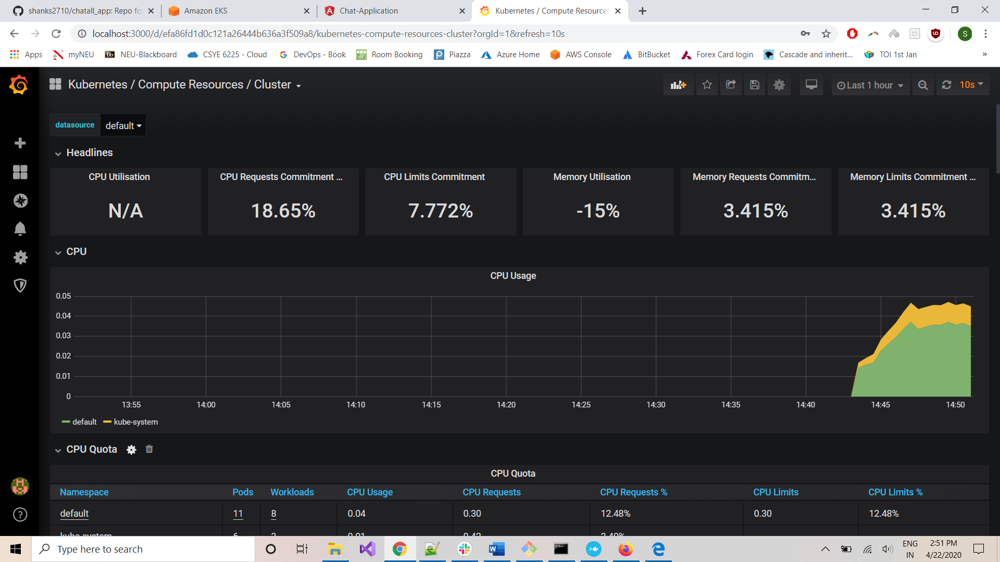 shanks2710/chatall_app: Repo fo
Amazon EKS
Chat-Application
Kubernetes / Compute Resources
localhost:3000/d/efa86fd1d0c121a26444b636a3f509a8/kubernetes-compute-resources-cluster?orgId=1&refresh=10s
S
Apps myNEU Bb NEU-Blackboard CSYE 6225 - Cloud G DevOps - Book Room Booking Piazza Azure Home AWS Console BitBucket Forex Card login Cascade and inherit... TOI 1st Jan »
Kubernetes / Compute Resources / Cluster
Last 1 hour 10s
datasource default
Headlines
CPU Utilisation CPU Requests Commitment ... CPU Limits Commitment Memory Utilisation Memory Requests Commitm... Memory Limits Commitment ...
N/A 18.65% 7.772% -15% 3.415% 3.415%
CPU
CPU Usage
0.05
0.04
0.03
0.02
0.01
0
13:55 14:00 14:05 14:10 14:15 14:20 14:25 14:30 14:35 14:40 14:45 14:50
default kube-system
CPU Quota
CPU Quota
Namespace Pods Workloads CPU Usage CPU Requests CPU Requests % CPU Limits CPU Limits %
default 11 8 0.04 0.30 12.48% 0.30 12.48%
kube-system 6 2 0.01 0.42 2.40%
Type here to search
ENG
IN
2:51 PM
4/22/2020